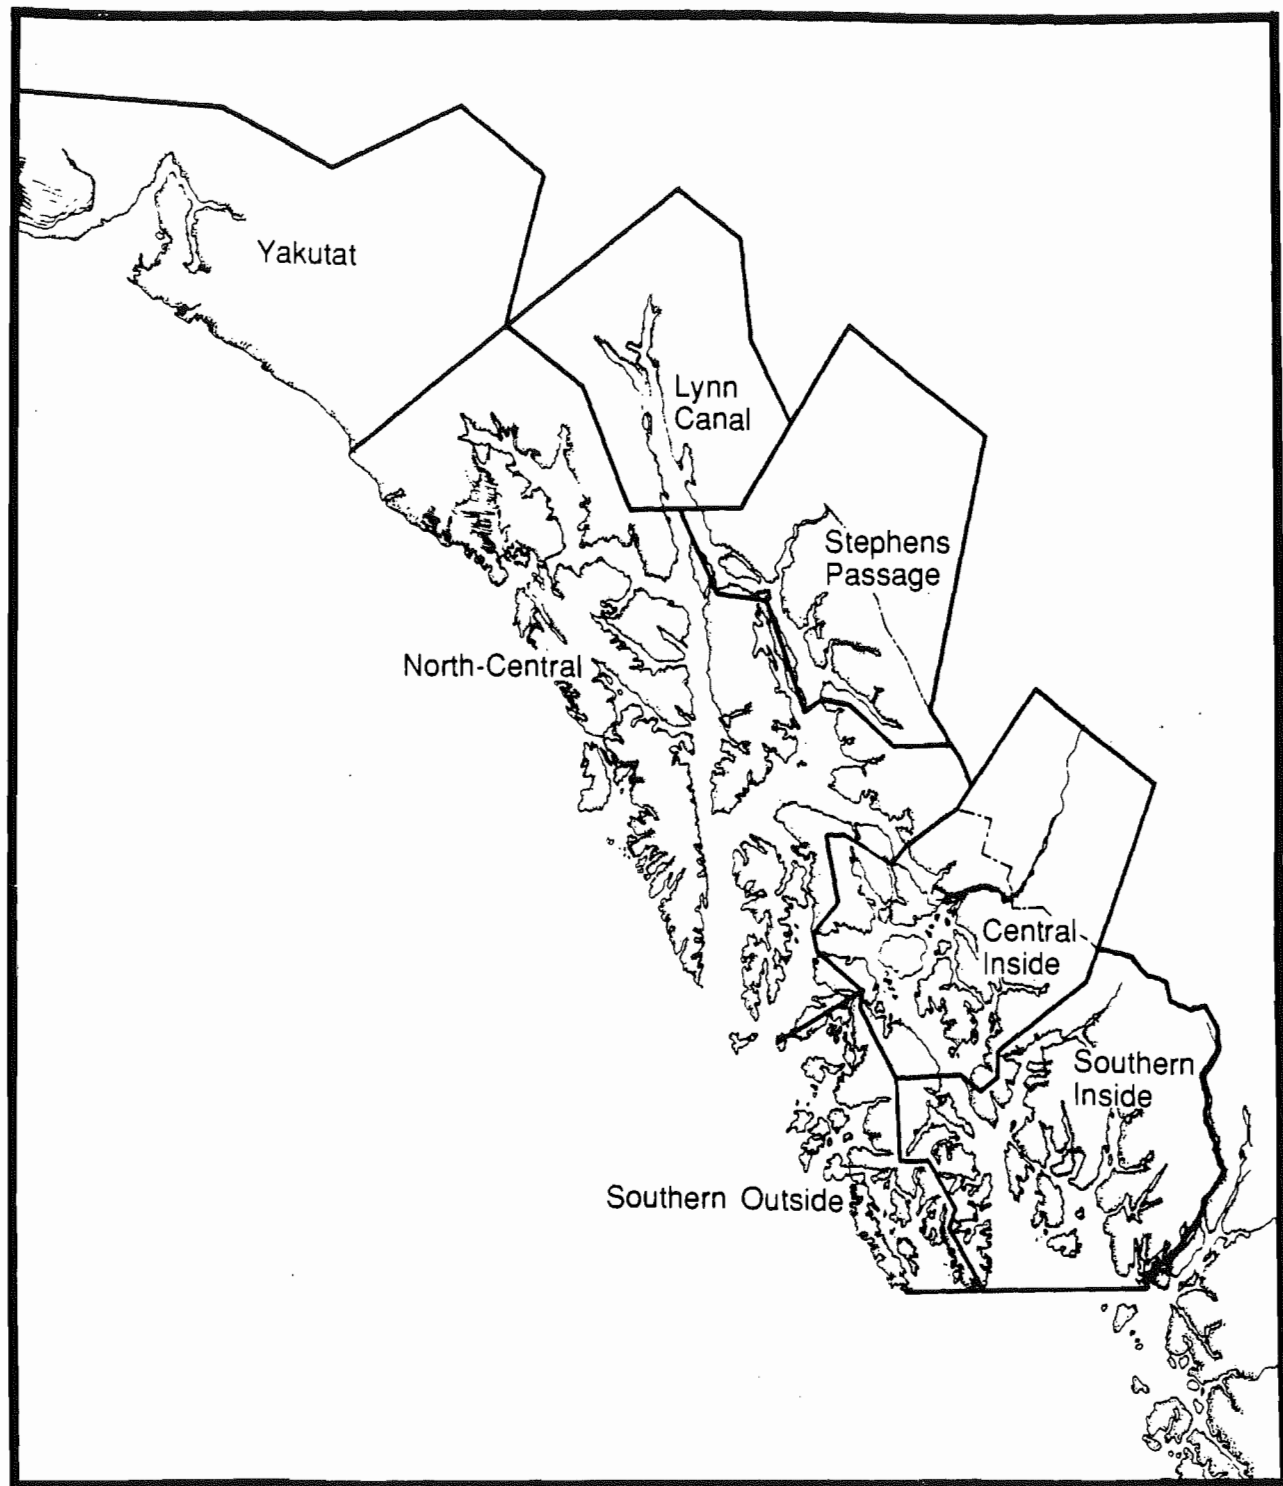 Yakutat
Lynn
Canal
Stephens
Passage
North-Central
Central
Inside
Southern
Inside
Southern Outside